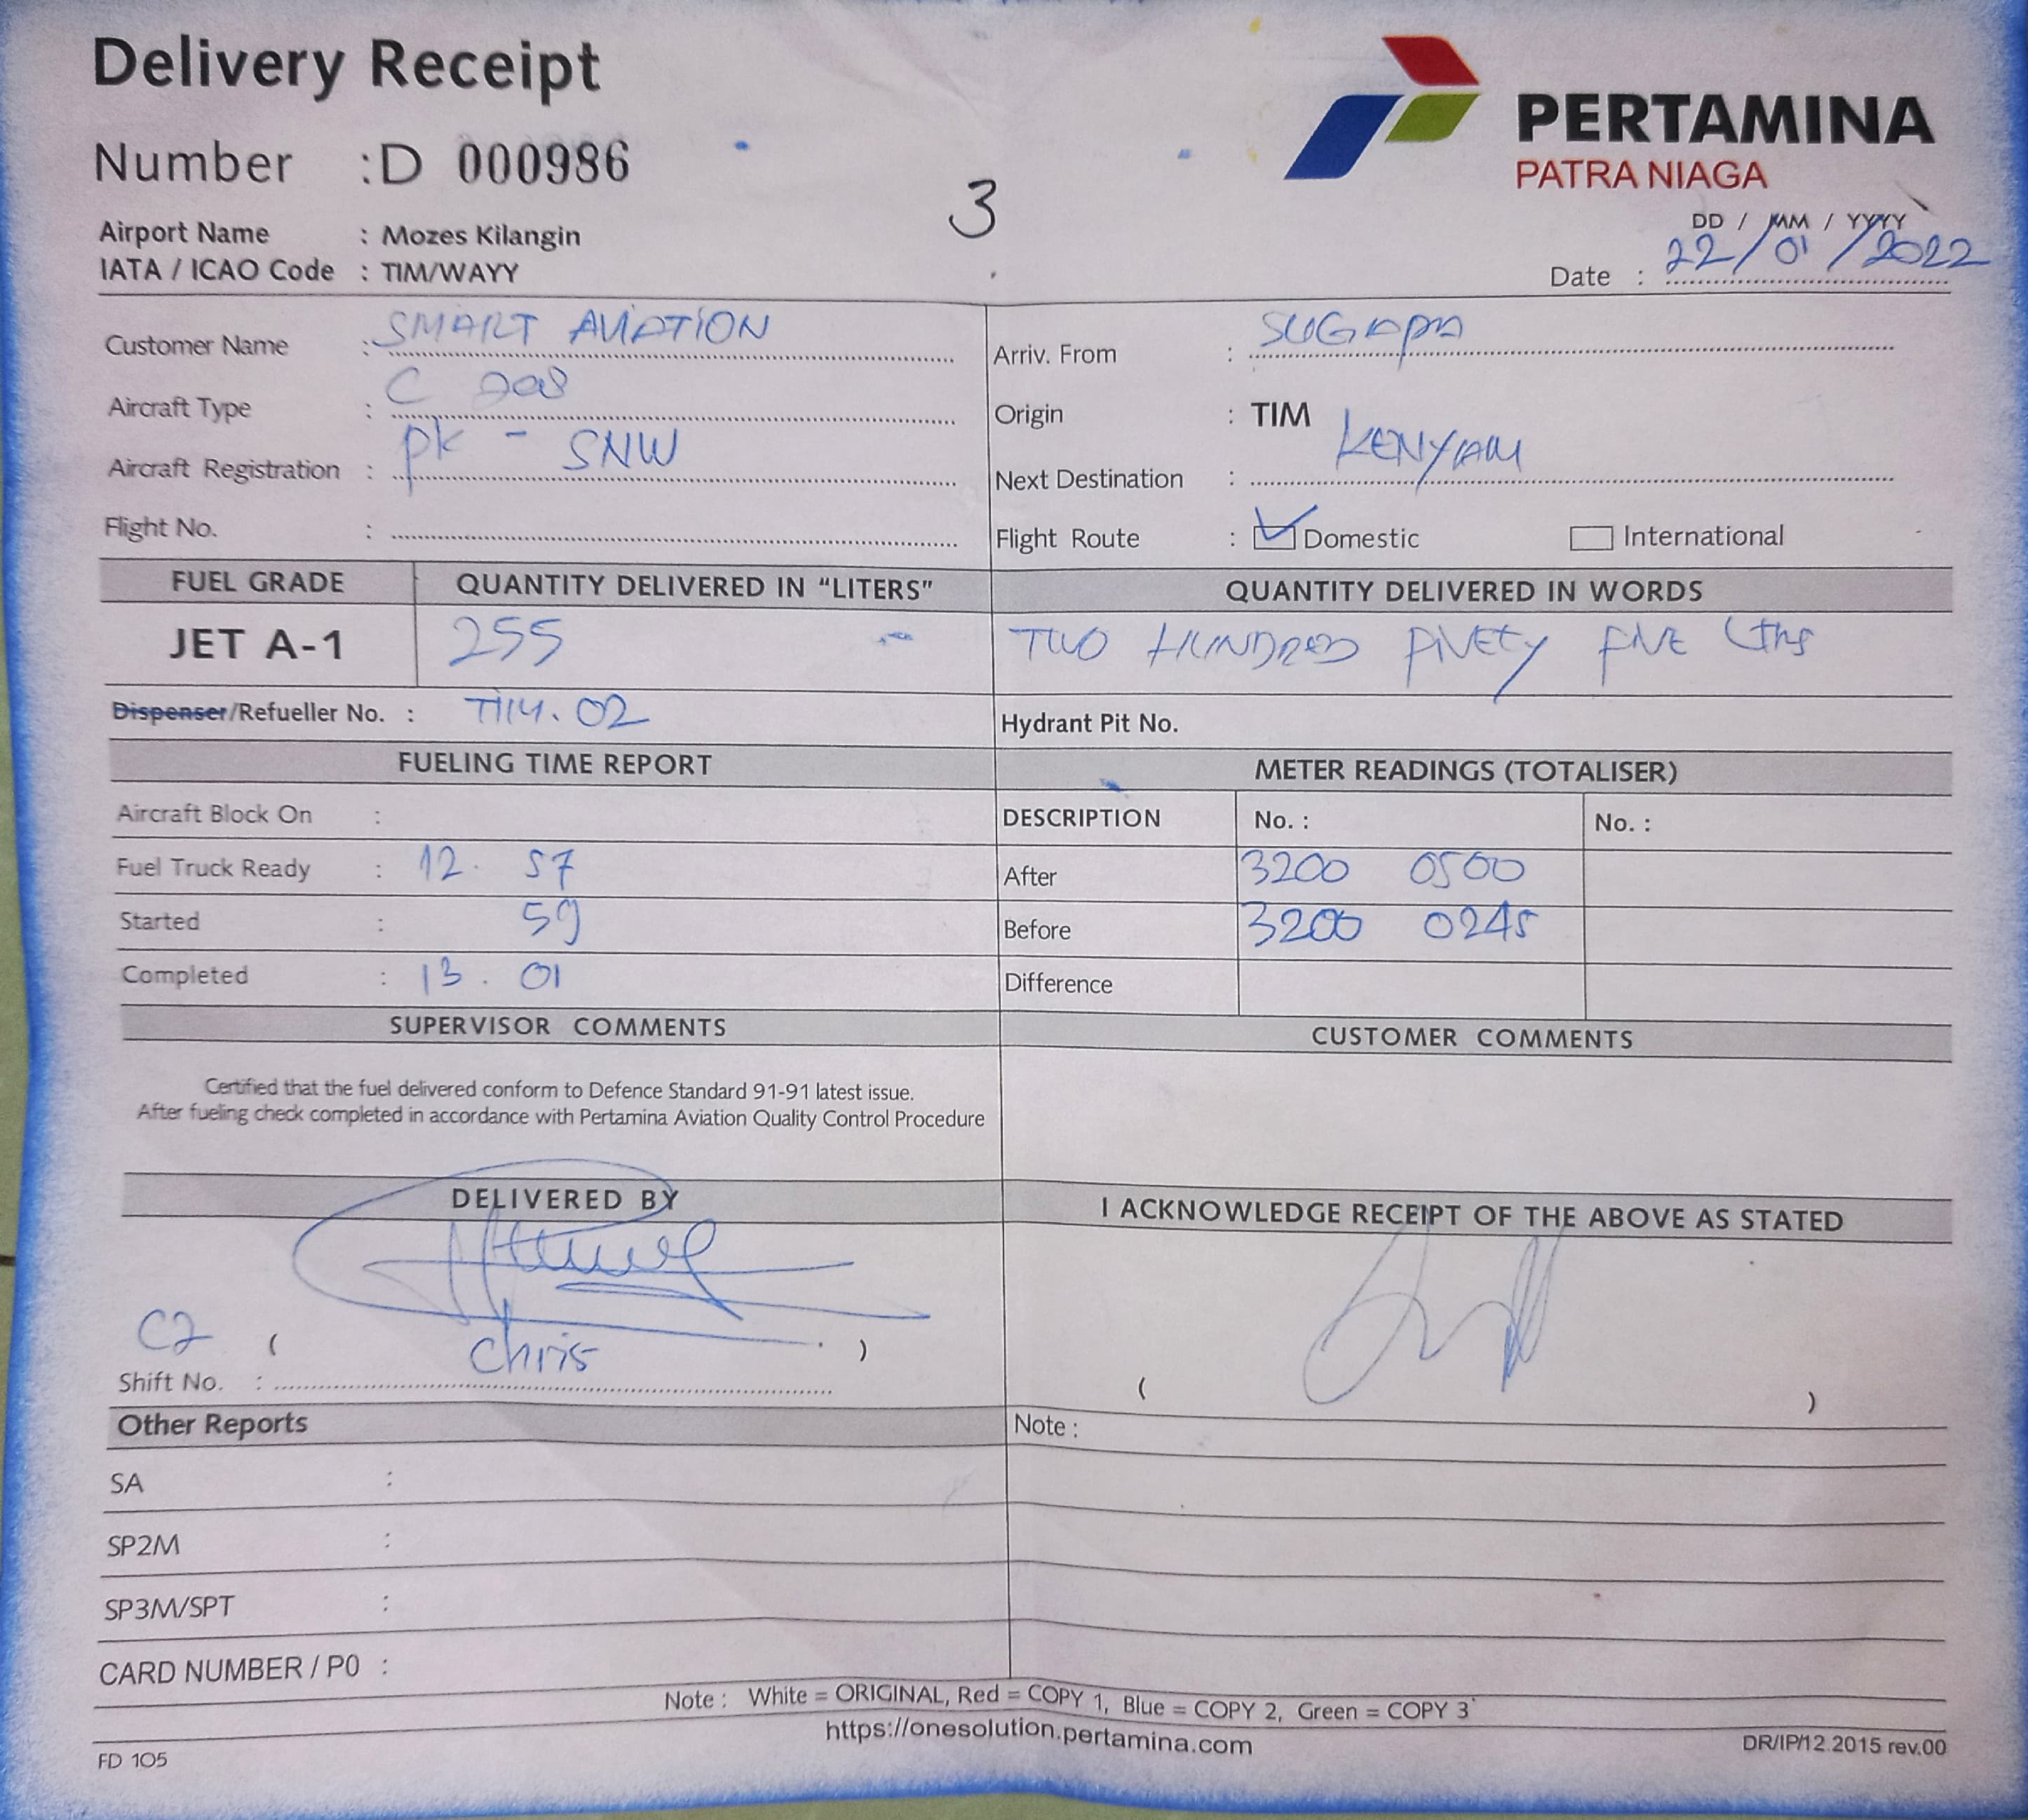 Delivery Receipt
PERTAMINA
PATRA NIAGA
Number : D 000986
3
Airport Name : Mozes Kilangin
IATA / ICAO Code : TIM/WAYY
DD / MM / YYYY
Date : 22/01/2022
Customer Name : SMART AVIATION
Arriv. From : SUGAPA
Aircraft Type : C 208
Origin : TIM
Aircraft Registration : PK - SNW
Next Destination : KENYAM
Flight No. :
Flight Route : Domestic International
FUEL GRADE QUANTITY DELIVERED IN “LITERS” QUANTITY DELIVERED IN WORDS
JET A-1 255 TWO HUNDRED FIVETY FIVE Ltrs
Dispenser/Refueller No. : TIM. 02
Hydrant Pit No.
FUELING TIME REPORT METER READINGS (TOTALISER)
Aircraft Block On :
DESCRIPTION No. : No. :
Fuel Truck Ready : 12. 57
After 3200 0500
Started : 59
Before 3200 0245
Completed : 13. 01
Difference
SUPERVISOR COMMENTS CUSTOMER COMMENTS
Certified that the fuel delivered conform to Defence Standard 91-91 latest issue.
After fueling check completed in accordance with Pertamina Aviation Quality Control Procedure
DELIVERED BY I ACKNOWLEDGE RECEIPT OF THE ABOVE AS STATED
( Chris )
Shift No. :
( )
Other Reports Note :
SA :
SP2M :
SP3M/SPT :
CARD NUMBER / P0 :
Note : White = ORIGINAL, Red = COPY 1, Blue = COPY 2, Green = COPY 3
https://onesolution.pertamina.com
FD 105 DR/IP/12.2015 rev.00